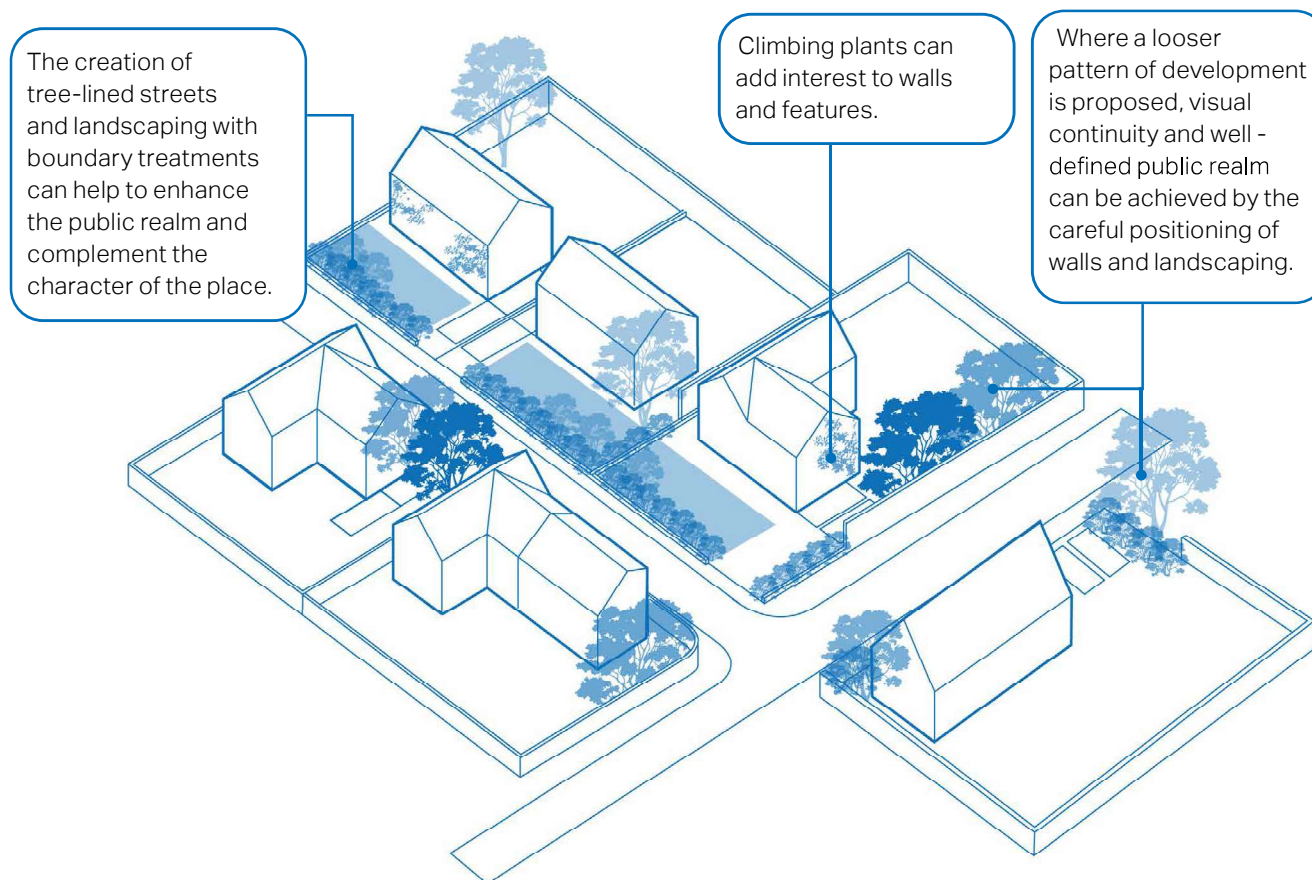 The creation of
tree-lined streets
and landscaping with
boundary treatments
can help to enhance
the public realm and
complement the
character of the place.
Climbing plants can
add interest to walls
and features.
Where a looser
pattern of development
is proposed, visual
continuity and well -
defined public realm
can be achieved by the
careful positioning of
walls and landscaping.